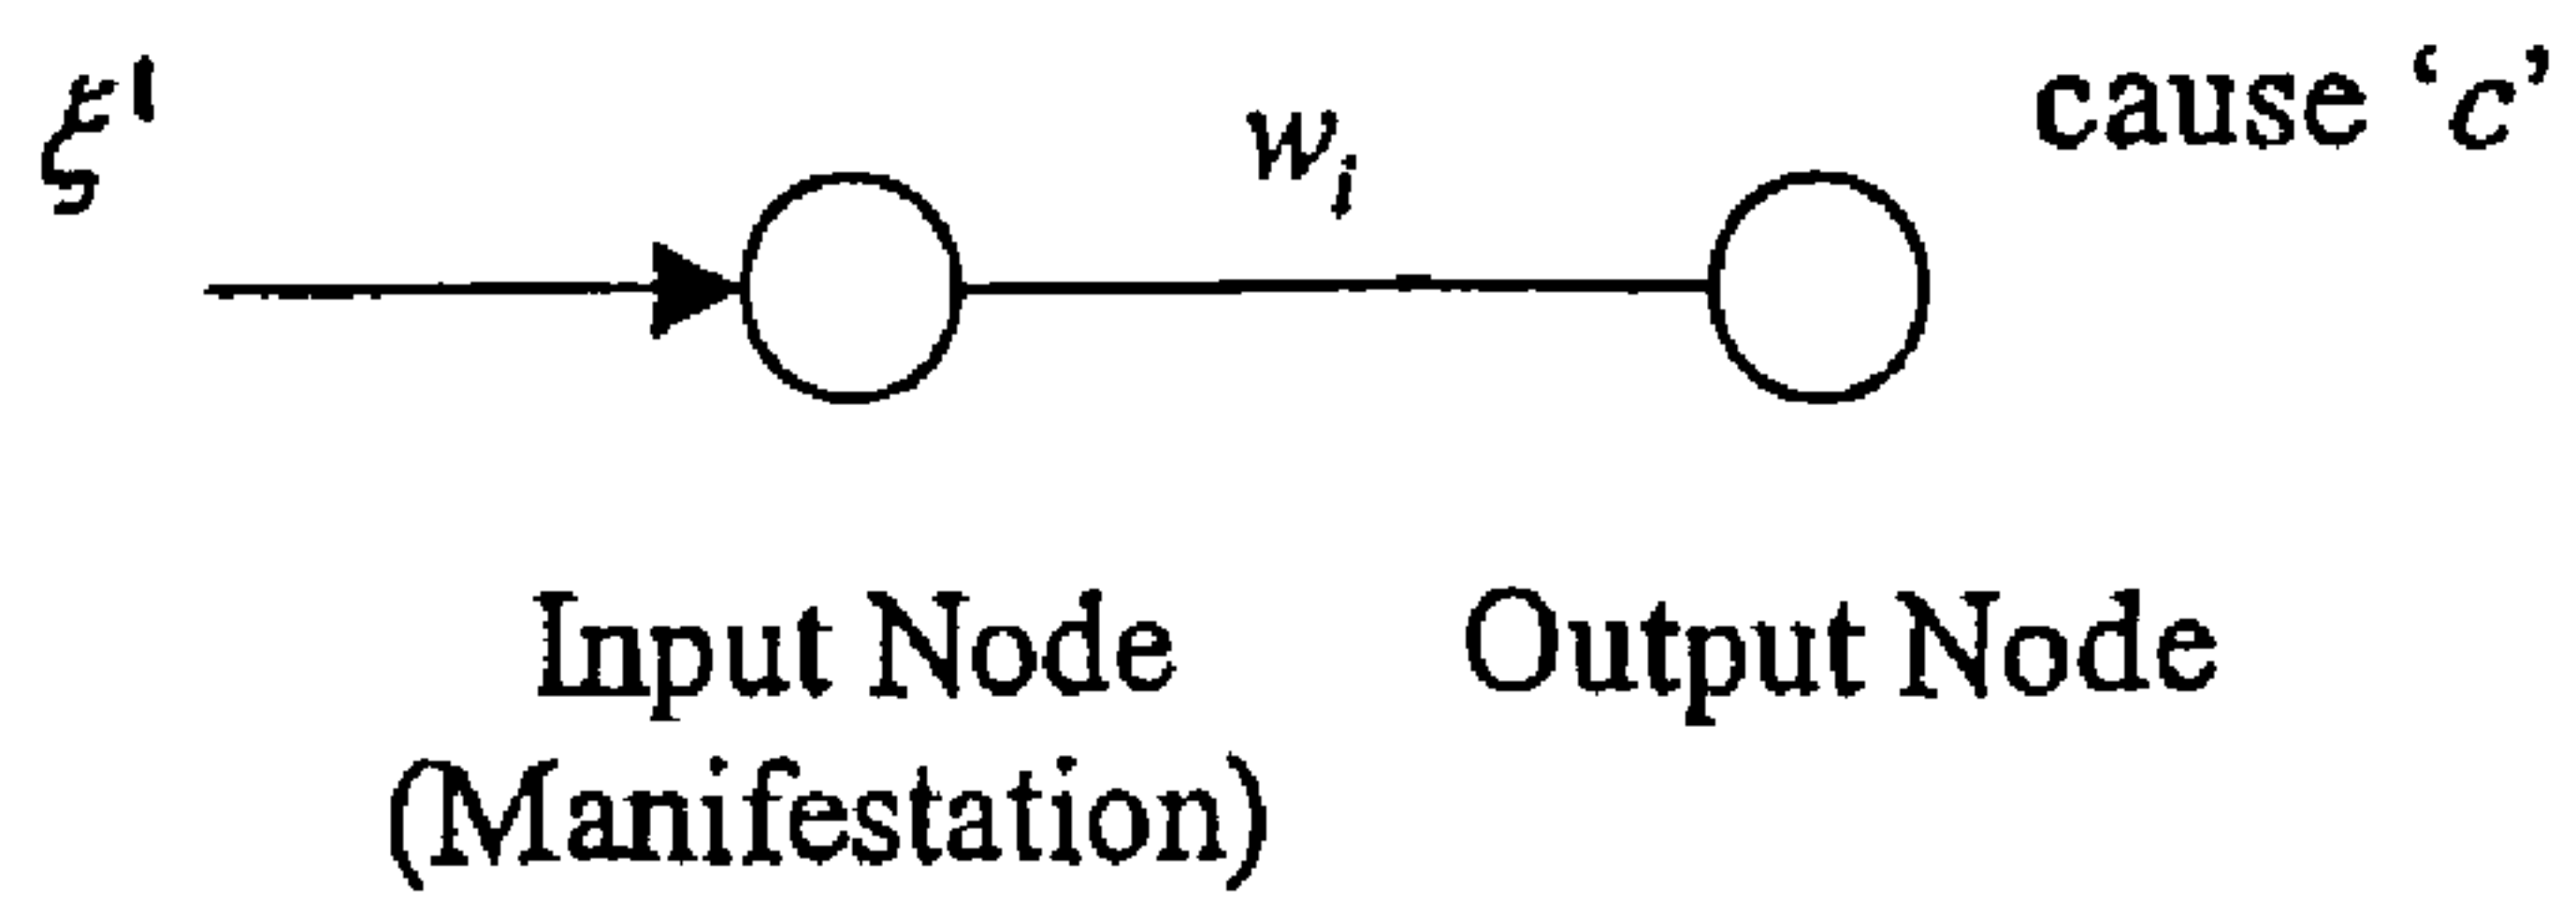 ξ¹
wᵢ
cause ‘c’
Input Node
(Manifestation)
Output Node